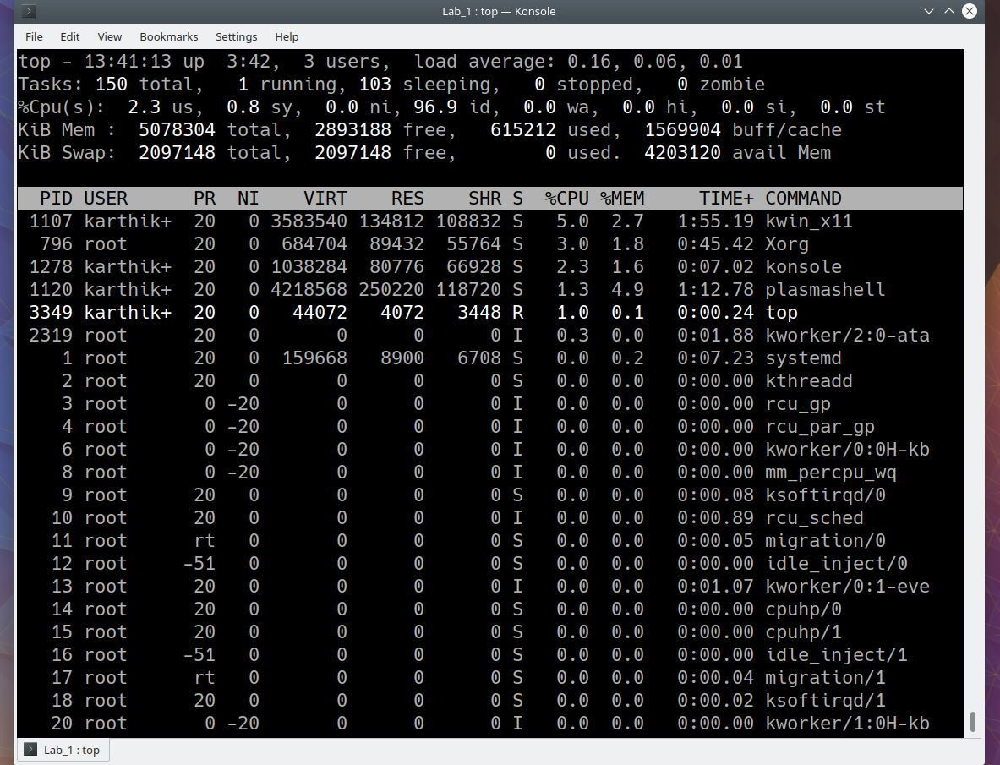 Lab_1 : top — Konsole
File Edit View Bookmarks Settings Help
top - 13:41:13 up  3:42,  3 users,  load average: 0.16, 0.06, 0.01
Tasks: 150 total,   1 running, 103 sleeping,   0 stopped,   0 zombie
%Cpu(s):  2.3 us,  0.8 sy,  0.0 ni, 96.9 id,  0.0 wa,  0.0 hi,  0.0 si,  0.0 st
KiB Mem :  5078304 total,  2893188 free,   615212 used,  1569904 buff/cache
KiB Swap:  2097148 total,  2097148 free,        0 used.  4203120 avail Mem
  PID USER      PR  NI    VIRT    RES    SHR S  %CPU %MEM     TIME+ COMMAND
 1107 karthik+  20   0 3583540 134812 108832 S   5.0  2.7   1:55.19 kwin_x11
  796 root      20   0  684704  89432  55764 S   3.0  1.8   0:45.42 Xorg
 1278 karthik+  20   0 1038284  80776  66928 S   2.3  1.6   0:07.02 konsole
 1120 karthik+  20   0 4218568 250220 118720 S   1.3  4.9   1:12.78 plasmashell
 3349 karthik+  20   0   44072   4072   3448 R   1.0  0.1   0:00.24 top
 2319 root      20   0       0      0      0 I   0.3  0.0   0:01.88 kworker/2:0-ata
    1 root      20   0  159668   8900   6708 S   0.0  0.2   0:07.23 systemd
    2 root      20   0       0      0      0 S   0.0  0.0   0:00.00 kthreadd
    3 root       0 -20       0      0      0 I   0.0  0.0   0:00.00 rcu_gp
    4 root       0 -20       0      0      0 I   0.0  0.0   0:00.00 rcu_par_gp
    6 root       0 -20       0      0      0 I   0.0  0.0   0:00.00 kworker/0:0H-kb
    8 root       0 -20       0      0      0 I   0.0  0.0   0:00.00 mm_percpu_wq
    9 root      20   0       0      0      0 S   0.0  0.0   0:00.08 ksoftirqd/0
   10 root      20   0       0      0      0 I   0.0  0.0   0:00.89 rcu_sched
   11 root      rt   0       0      0      0 S   0.0  0.0   0:00.05 migration/0
   12 root     -51   0       0      0      0 S   0.0  0.0   0:00.00 idle_inject/0
   13 root      20   0       0      0      0 I   0.0  0.0   0:01.07 kworker/0:1-eve
   14 root      20   0       0      0      0 S   0.0  0.0   0:00.00 cpuhp/0
   15 root      20   0       0      0      0 S   0.0  0.0   0:00.00 cpuhp/1
   16 root     -51   0       0      0      0 S   0.0  0.0   0:00.00 idle_inject/1
   17 root      rt   0       0      0      0 S   0.0  0.0   0:00.04 migration/1
   18 root      20   0       0      0      0 S   0.0  0.0   0:00.02 ksoftirqd/1
   20 root       0 -20       0      0      0 I   0.0  0.0   0:00.00 kworker/1:0H-kb
Lab_1 : top